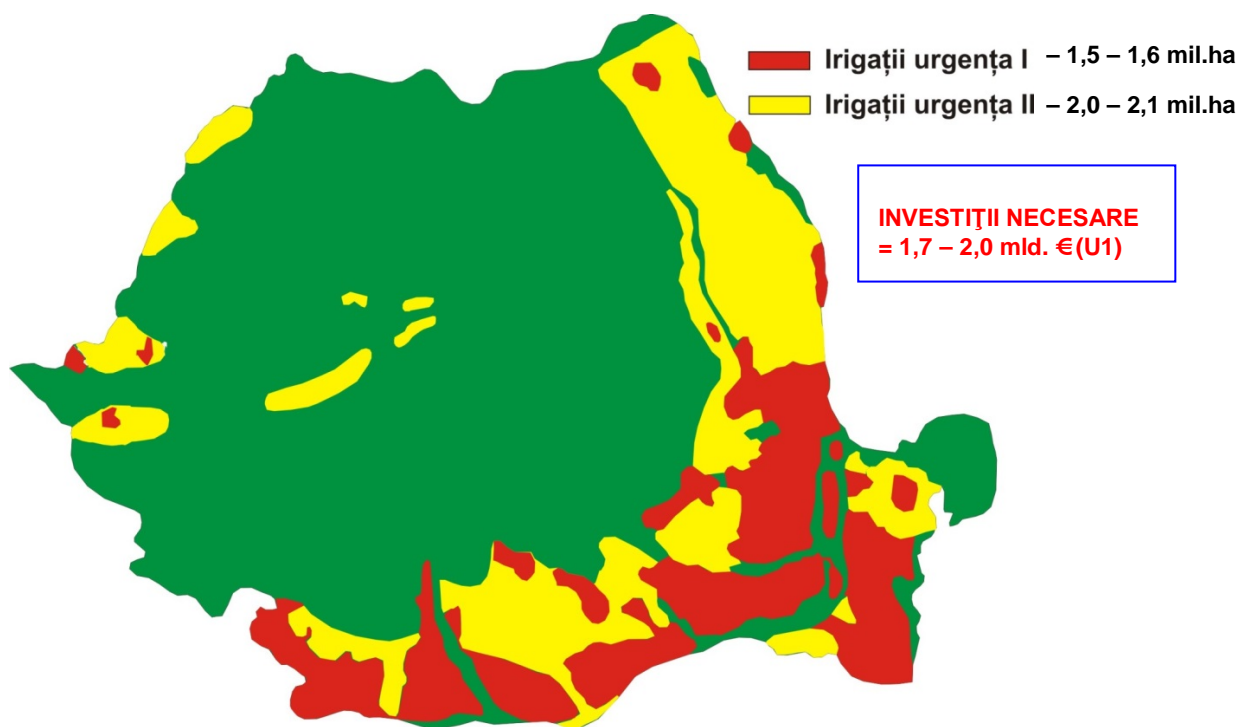 Irigații urgența I – 1,5 – 1,6 mil.ha
Irigații urgența II – 2,0 – 2,1 mil.ha
INVESTIŢII NECESARE
= 1,7 – 2,0 mld. €(U1)